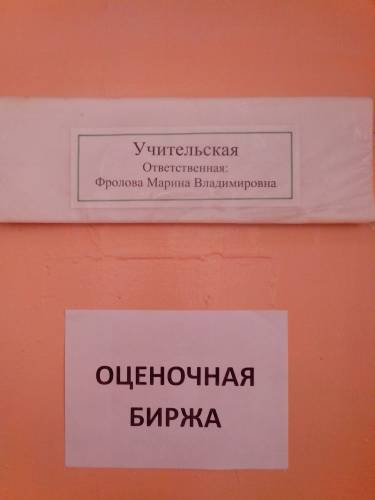 Учительская
Ответственная:
Фролова Марина Владимировна
ОЦЕНОЧНАЯ
БИРЖА